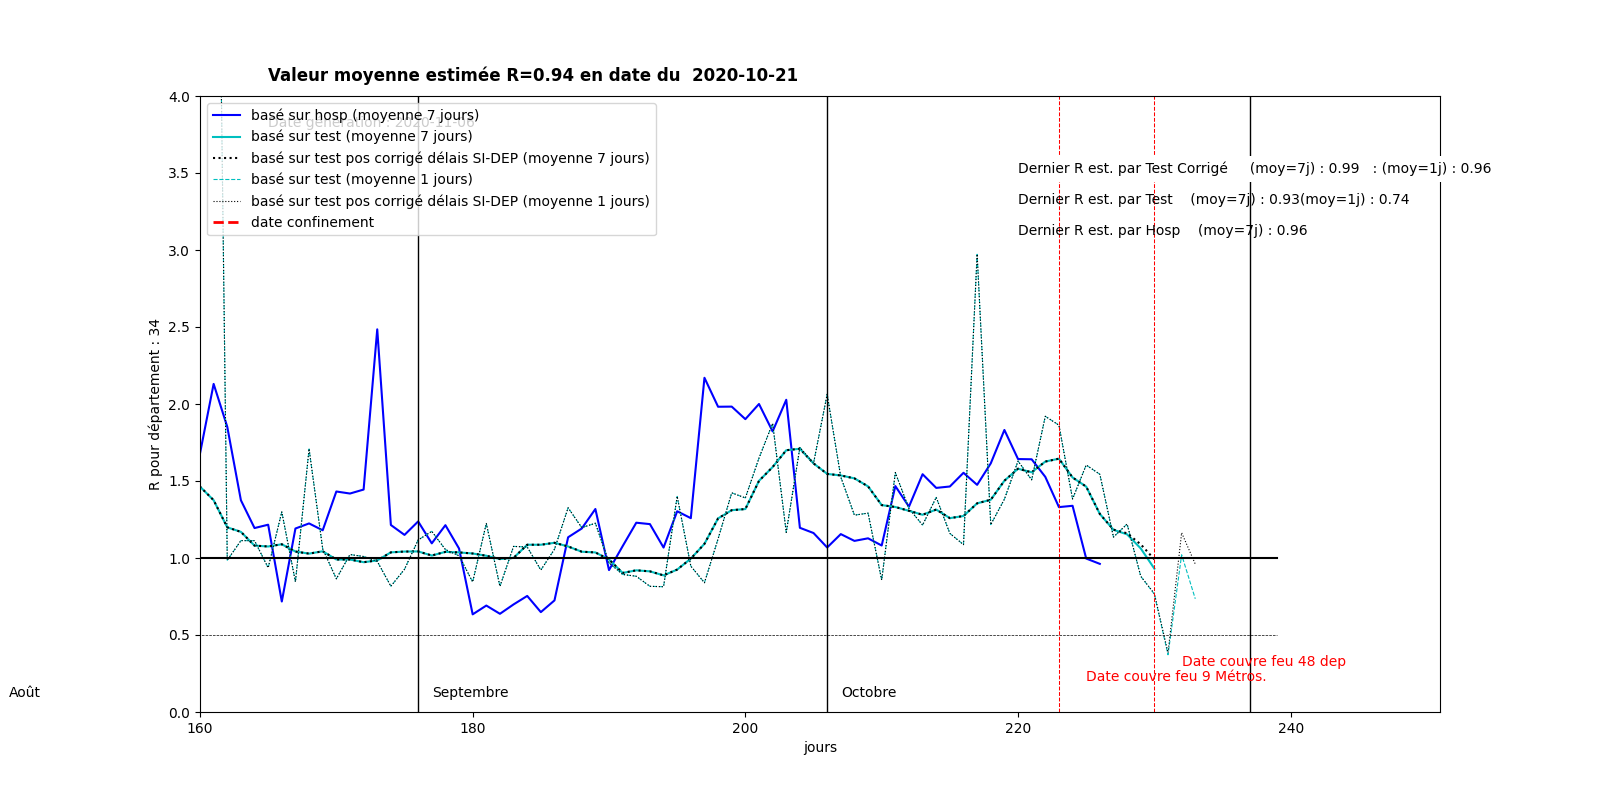 Valeur moyenne estimée R=0.94 en date du  2020-10-21
Date génération : 2020-11-06
basé sur hosp (moyenne 7 jours)
basé sur test (moyenne 7 jours)
basé sur test pos corrigé délais SI-DEP (moyenne 7 jours)
basé sur test (moyenne 1 jours)
basé sur test pos corrigé délais SI-DEP (moyenne 1 jours)
date confinement
Dernier R est. par Test Corrigé     (moy=7j) : 0.99   : (moy=1j) : 0.96
Dernier R est. par Test    (moy=7j) : 0.93(moy=1j) : 0.74
Dernier R est. par Hosp    (moy=7j) : 0.96
R pour département : 34
4.0
3.5
3.0
2.5
2.0
1.5
1.0
0.5
0.0
Date couvre feu 48 dep
Date couvre feu 9 Métros.
Août
Septembre
Octobre
160
180
200
220
240
jours